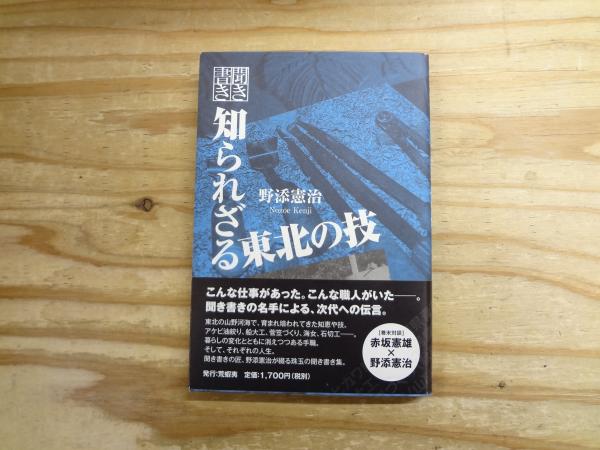 聞き
書き
知られざる
東北の技
野添憲治
Nozoe Kenji
こんな仕事があった。こんな職人がいた──。
聞き書きの名手による、次代への伝言。
東北の山野河海で、育まれ培われてきた知恵や技。
アケビ油絞り、船大工、菅笠づくり、海女、石切工──。
暮らしの変化とともに消えつつある手職。
そして、それぞれの人生。
聞き書きの匠、野添憲治が綴る珠玉の聞き書き集。
発行:荒蝦夷 定価:1,700円(税別)
[巻末対談]
赤坂憲雄
×
野添憲治